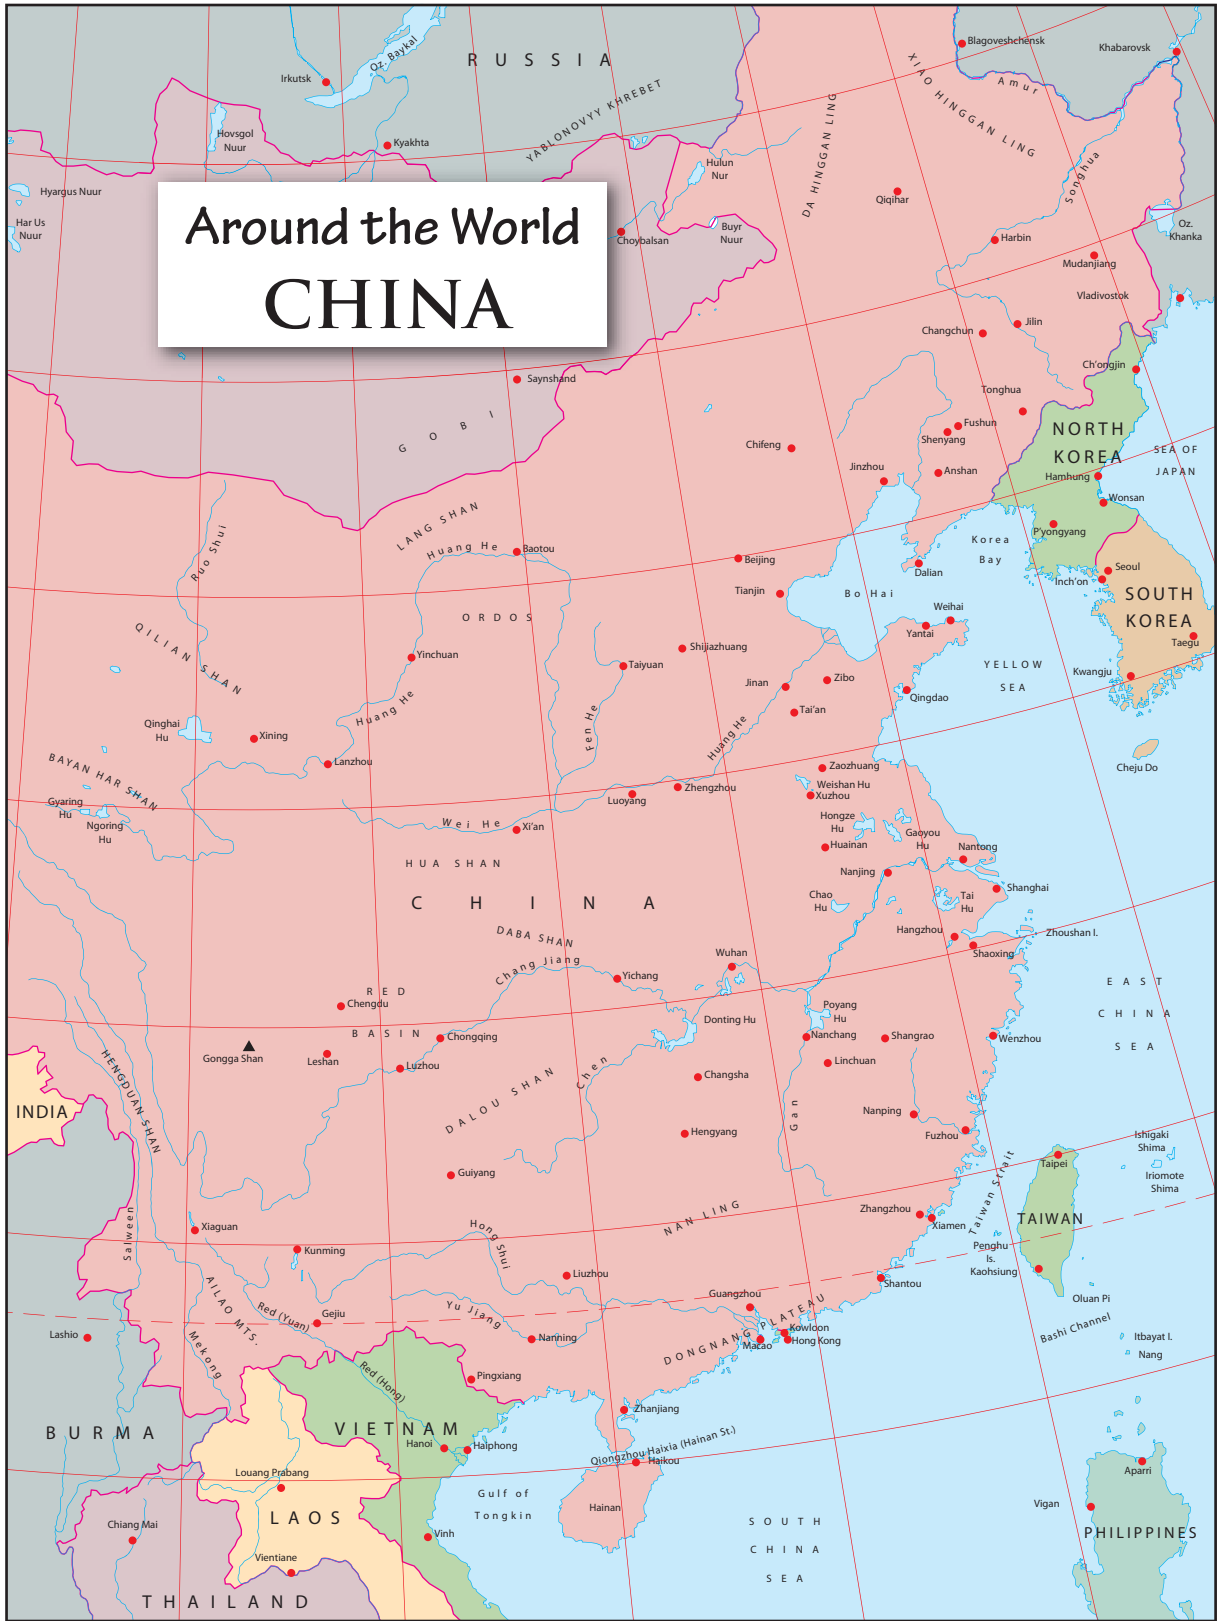 Around the World
CHINA
RUSSIA
Oz. Baykal
Irkutsk
Kyakhta
Hovsgol
Nuur
YABLONOVYY KHREBET
Hyargus Nuur
Har Us
Nuur
Choybalsan
Hulun
Nur
Buyr
Nuur
DA HINGGAN LING
XIAO HINGGAN LING
Blagoveshchensk
Khabarovsk
Amur
Songhua
Qiqihar
Harbin
Oz.
Khanka
Mudanjiang
Vladivostok
Jilin
Changchun
Ch'ongjin
Tonghua
Saynshand
GOBI
Fushun
Shenyang
Chifeng
Anshan
Jinzhou
NORTH
KOREA
SEA OF
JAPAN
Hamhung
Wonsan
P'yongyang
LANG SHAN
Huang He
Baotou
Ruo Shui
Beijing
Tianjin
Dalian
Korea
Bay
Bo Hai
Seoul
Inch'on
SOUTH
KOREA
Taegu
Kwangju
ORDOS
QILIAN SHAN
Yinchuan
Taiyuan
Shijiazhuang
Weihai
Yantai
YELLOW
SEA
Jinan
Zibo
Tai'an
Qingdao
Qinghai
Hu
Xining
Huang He
Fen He
Huang He
Lanzhou
Cheju Do
BAYAN HAR SHAN
Gyaring
Hu
Ngoring
Hu
Zaozhuang
Weishan Hu
Xuzhou
Luoyang
Zhengzhou
Wei He
Xi'an
Hongze
Hu
Gaoyou
Hu
Huainan
Nantong
HUA SHAN
Nanjing
Shanghai
Chao
Hu
Tai
Hu
CHINA
Hangzhou
Shaoxing
Zhoushan I.
DABA SHAN
Chang Jiang
Yichang
Wuhan
RED
BASIN
Chengdu
EAST
CHINA
SEA
Donting Hu
Poyang
Hu
Nanchang
Shangrao
Wenzhou
Chongqing
Gongga Shan
Leshan
Luzhou
Linchuan
HENGDUAN SHAN
DALOU SHAN
Chen
Changsha
Gan
INDIA
Nanping
Fuzhou
Hengyang
Guiyang
Ishigaki
Shima
Iriomote
Shima
Taipei
Taiwan Strait
TAIWAN
NAN LING
Zhangzhou
Xiamen
Salween
Xiaguan
Kunming
Hong Shui
Penghu
Is.
Kaohsiung
Oluan Pi
Bashi Channel
Liuzhou
Shantou
AILAO MTS.
Red (Yuan)
Gejiu
Yu Jiang
Guangzhou
DONGNANG PLATEAU
Kowloon
Hong Kong
Macao
Nanning
Lashio
Mekong
Itbayat I.
Nang
Red (Hong)
Pingxiang
Zhanjiang
BURMA
VIETNAM
Hanoi
Haiphong
Qiongzhou Haixia (Hainan St.)
Haikou
Louang Prabang
Aparri
Gulf of
Tongkin
Hainan
Vigan
LAOS
Chiang Mai
Vinh
SOUTH
CHINA
SEA
PHILIPPINES
Vientiane
THAILAND